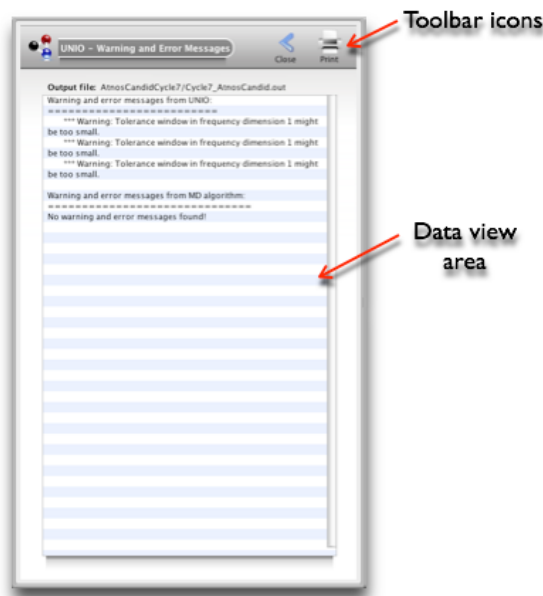 Toolbar icons
UNIO - Warning and Error Messages
Close
Print
Output file: AtnosCandidCycle7/Cycle7_AtnosCandid.out
Warning and error messages from UNIO:
==========================
*** Warning: Tolerance window in frequency dimension 1 might
be too small.
*** Warning: Tolerance window in frequency dimension 1 might
be too small.
*** Warning: Tolerance window in frequency dimension 1 might
be too small.
Warning and error messages from MD algorithm:
===============================
No warning and error messages found!
Data view
area